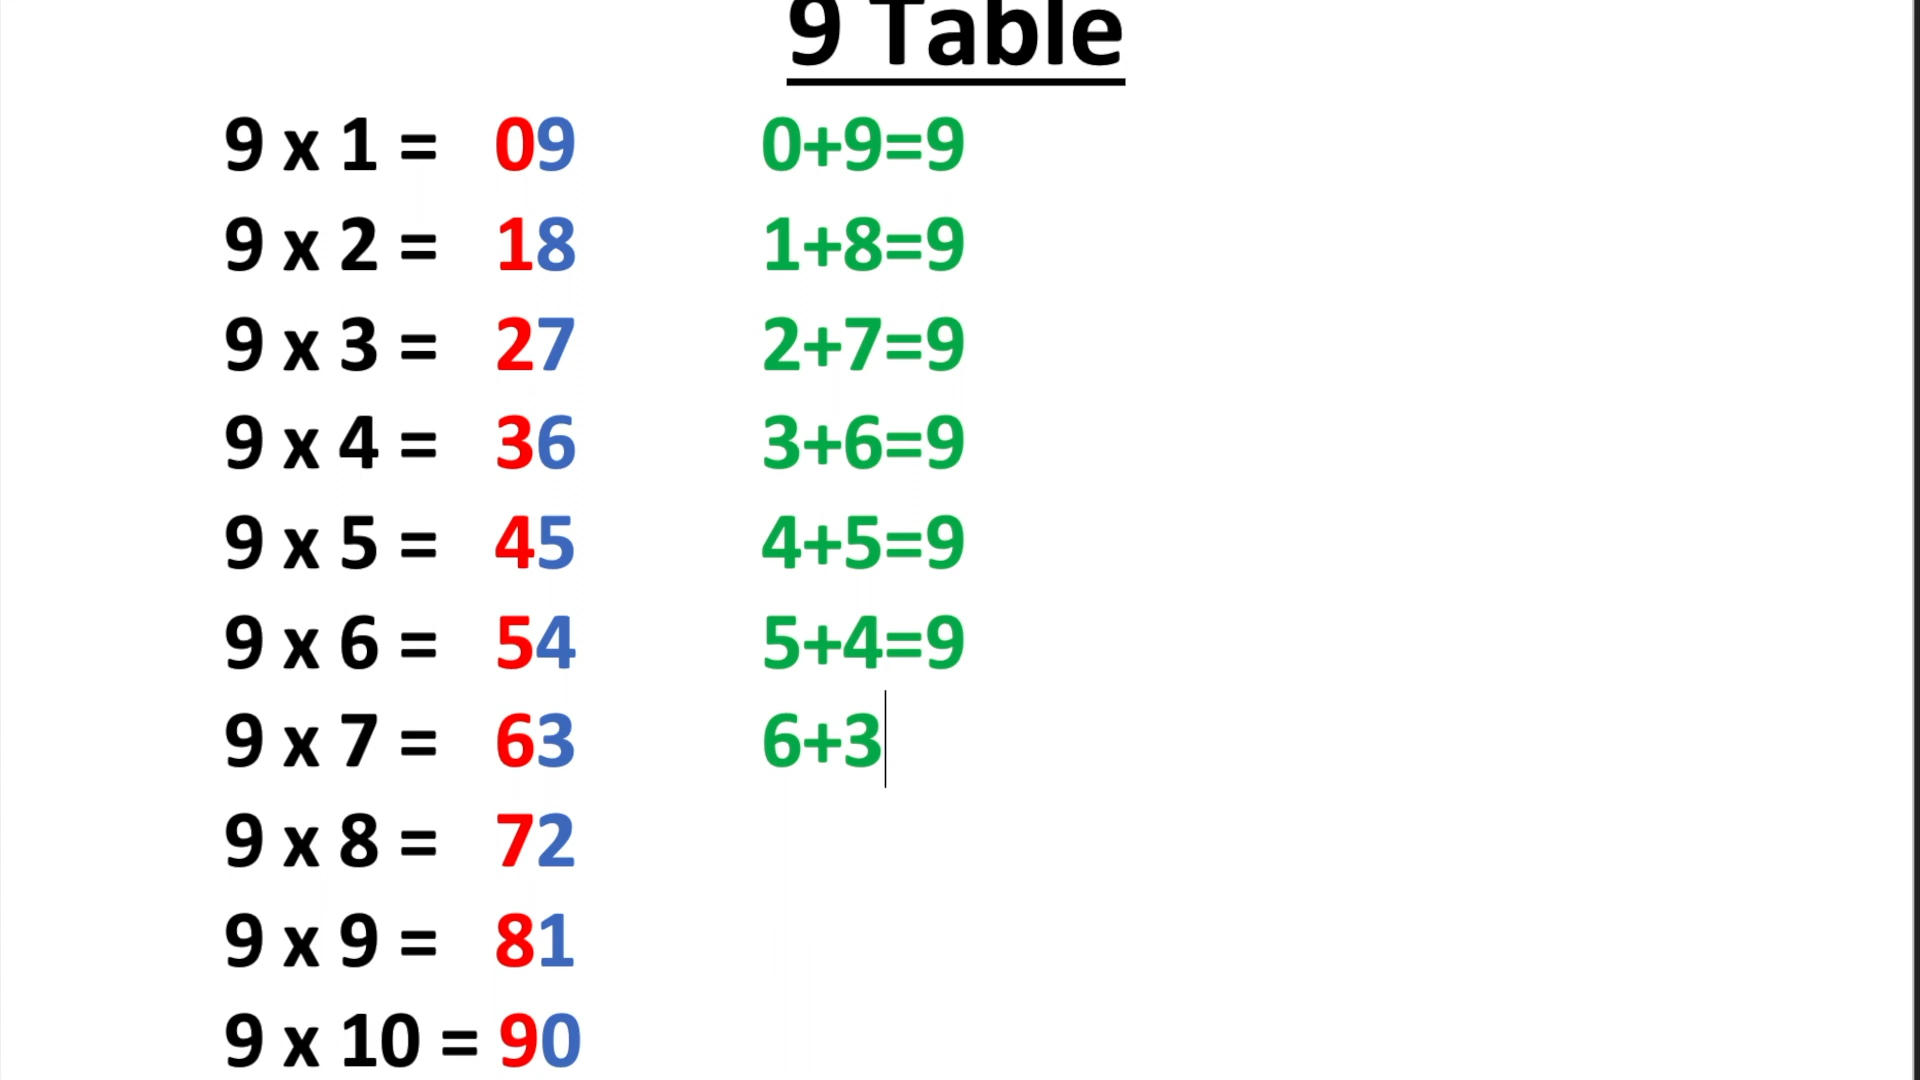 9 Table
9 x 1 = 09 0+9=9
9 x 2 = 18 1+8=9
9 x 3 = 27 2+7=9
9 x 4 = 36 3+6=9
9 x 5 = 45 4+5=9
9 x 6 = 54 5+4=9
9 x 7 = 63 6+3
9 x 8 = 72
9 x 9 = 81
9 x 10 = 90